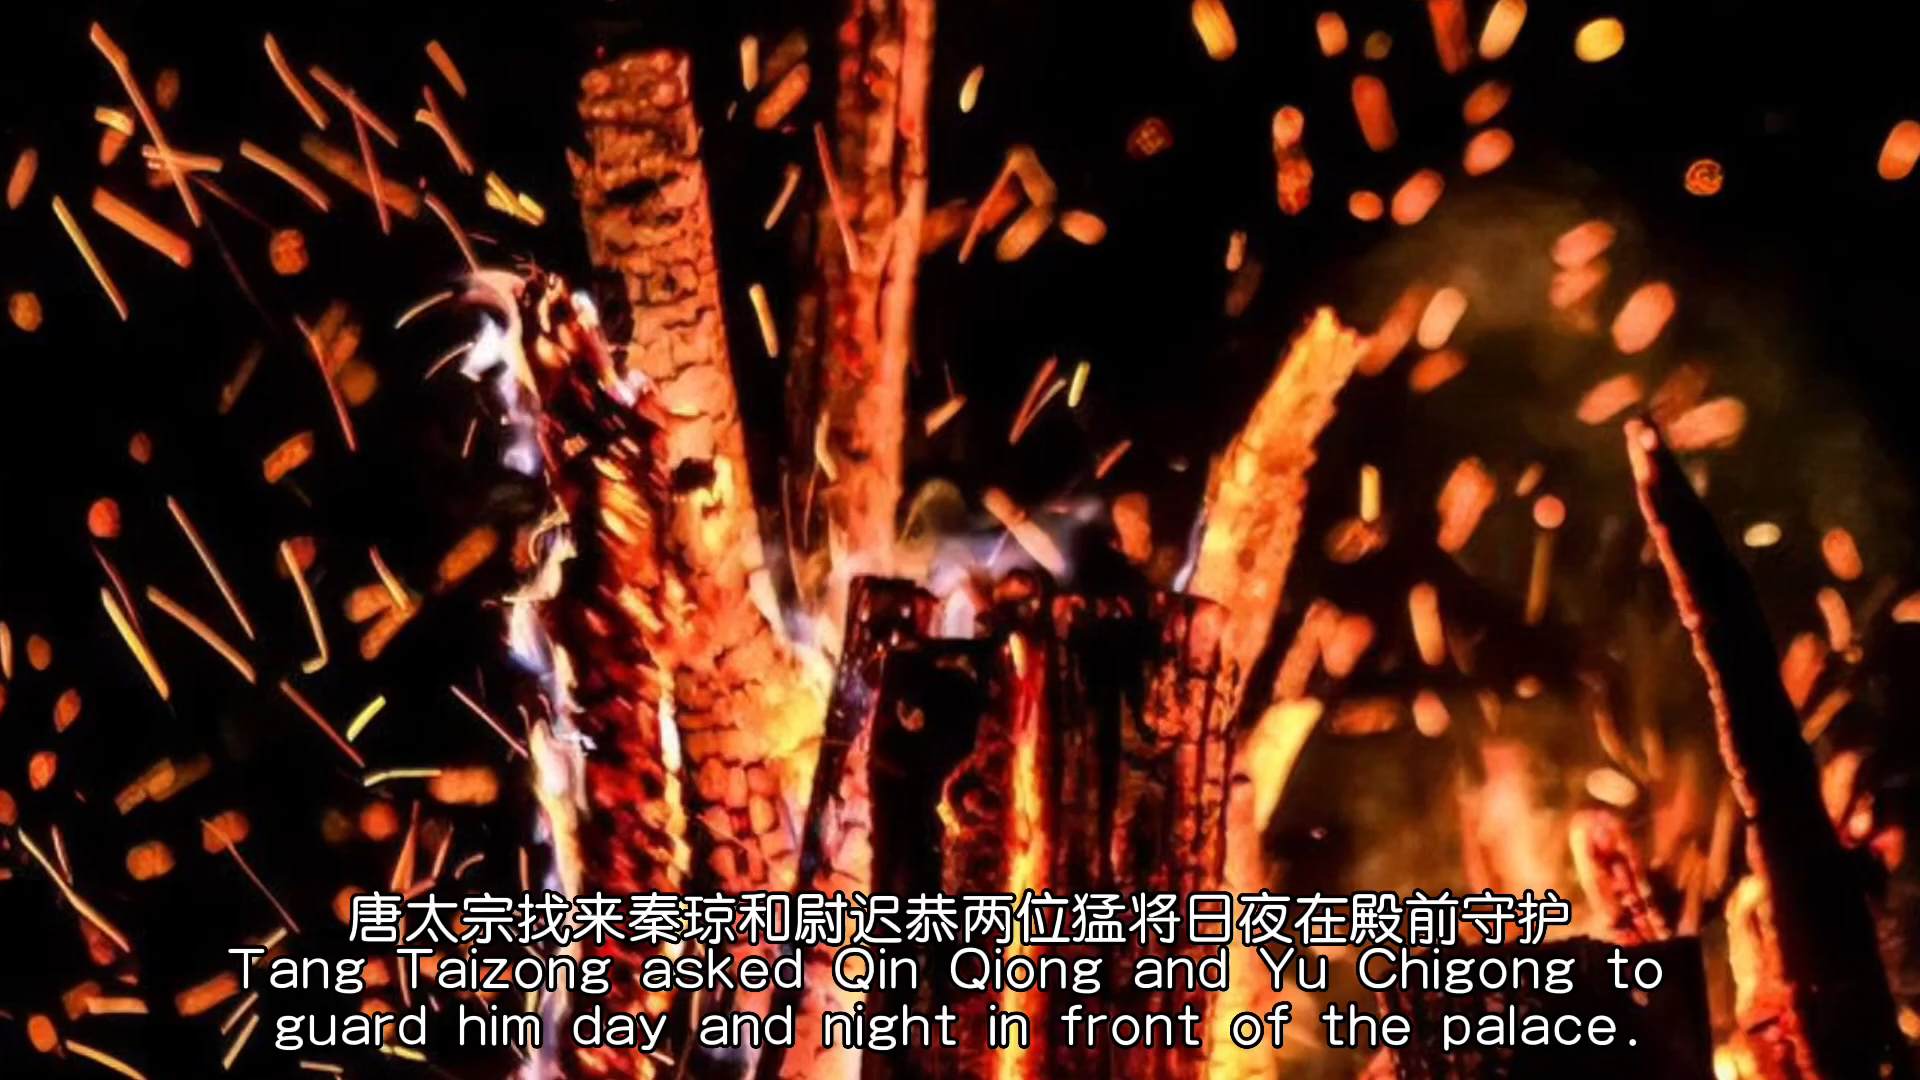 唐太宗找来秦琼和尉迟恭两位猛将日夜在殿前守护
Tang Taizong asked Qin Qiong and Yu Chigong to
guard him day and night in front of the palace.